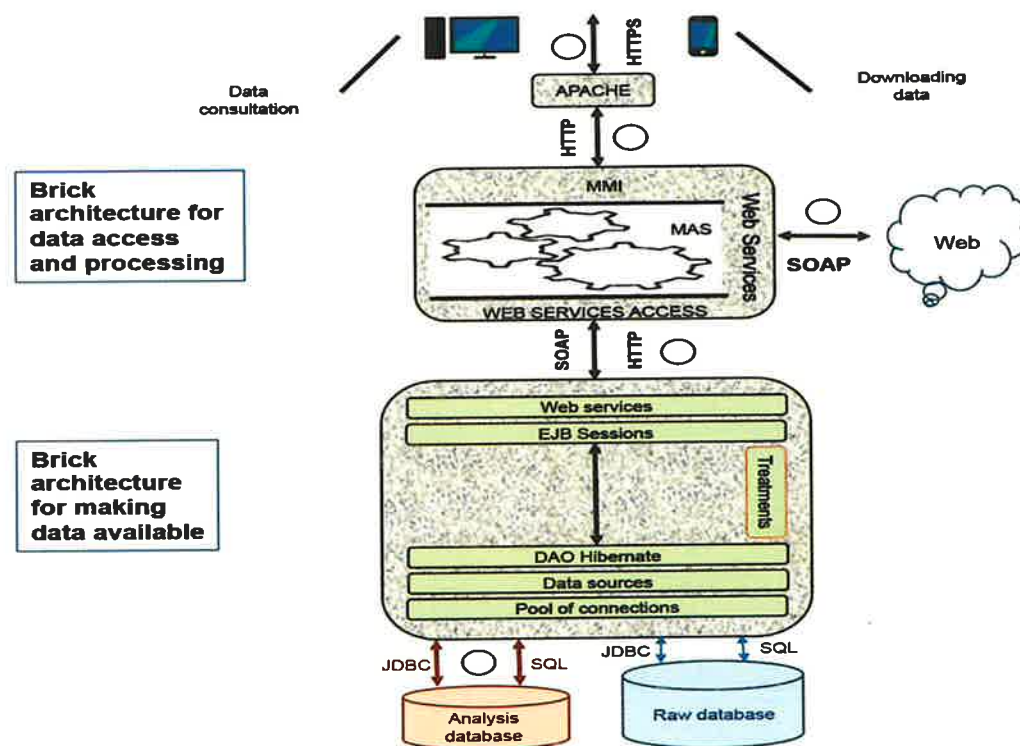 HTTPS
APACHE
Data
consultation
Downloading
data
HTTP
Brick
architecture for
data access
and processing
MMI
MAS
Web Services
WEB SERVICES ACCESS
SOAP
Web
SOAP
HTTP
Web services
EJB Sessions
Brick
architecture
for making
data available
Treatments
DAO Hibernate
Data sources
Pool of connections
JDBC
SQL
JDBC
SQL
Analysis
database
Raw database